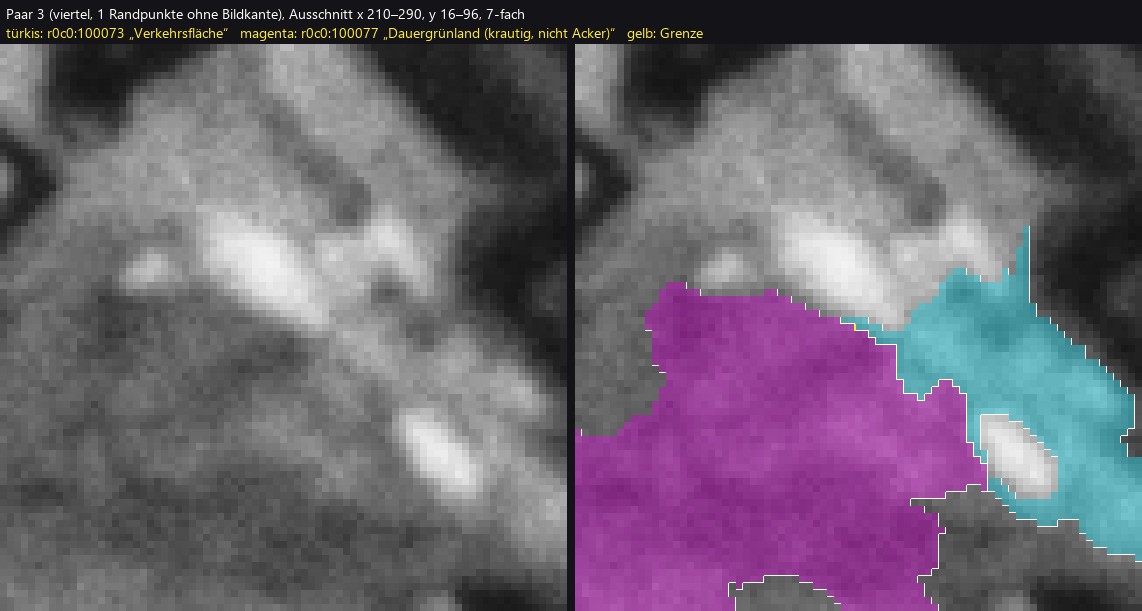 Paar 3 (viertel, 1 Randpunkte ohne Bildkante), Ausschnitt x 210–290, y 16–96, 7-fach
türkis: r0c0:100073 „Verkehrsfläche“ magenta: r0c0:100077 „Dauergrünland (krautig, nicht Acker)“ gelb: Grenze